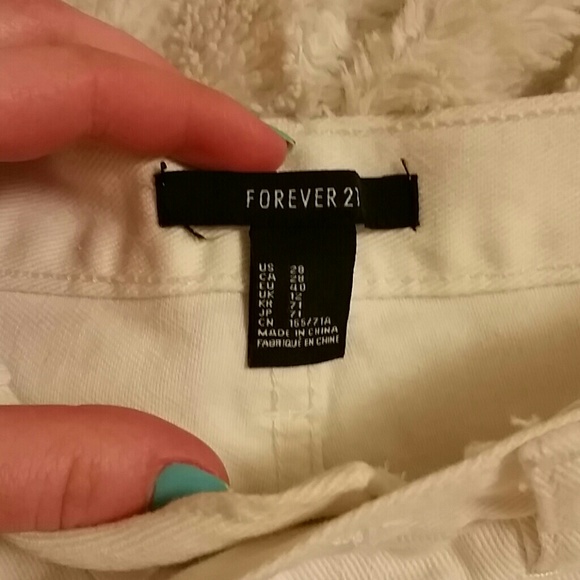 FOREVER 21
US 28
CA 28
EU 40
UK 12
KR 71
JP 71
CN 165/71A
MADE IN CHINA
FABRIQUÉ EN CHINE